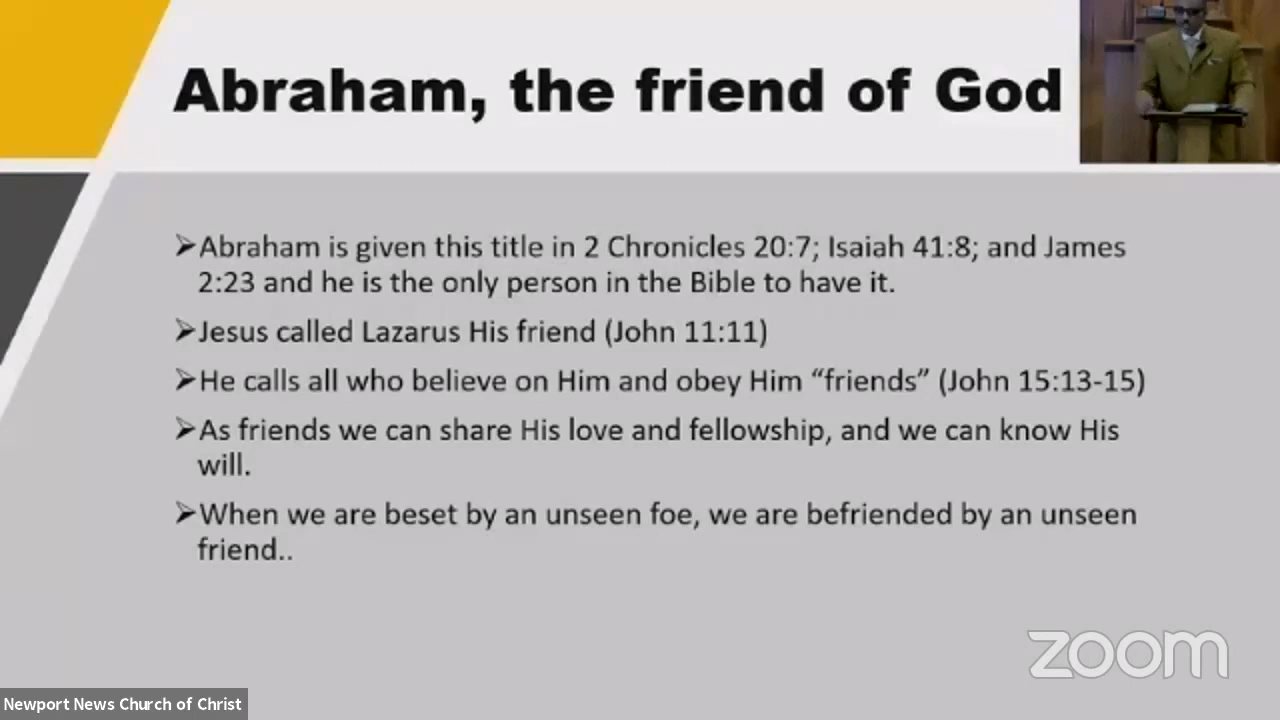 Abraham, the friend of God
➢Abraham is given this title in 2 Chronicles 20:7; Isaiah 41:8; and James
2:23 and he is the only person in the Bible to have it.
➢Jesus called Lazarus His friend (John 11:11)
➢He calls all who believe on Him and obey Him “friends” (John 15:13-15)
➢As friends we can share His love and fellowship, and we can know His
will.
➢When we are beset by an unseen foe, we are befriended by an unseen
friend..
zoom
Newport News Church of Christ